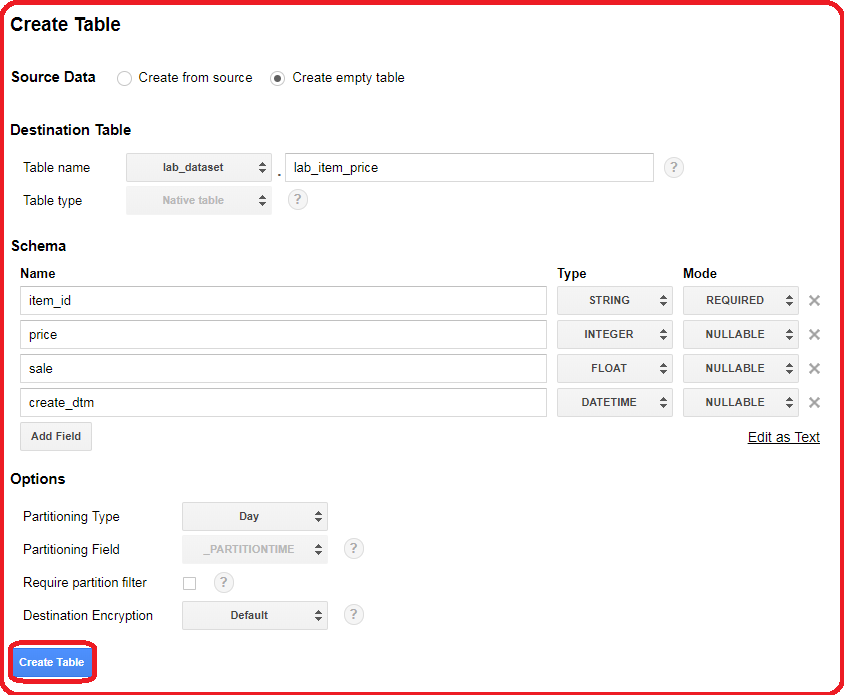 Create Table
Source Data Create from source Create empty table
Destination Table
Table name lab_dataset . lab_item_price ?
Table type Native table ?
Schema
Name Type Mode
item_id STRING REQUIRED
price INTEGER NULLABLE
sale FLOAT NULLABLE
create_dtm DATETIME NULLABLE
Add Field Edit as Text
Options
Partitioning Type Day
Partitioning Field _PARTITIONTIME ?
Require partition filter ?
Destination Encryption Default ?
Create Table